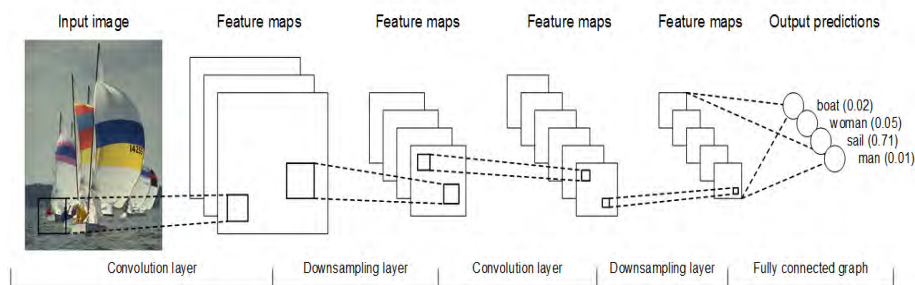 Input image
Feature maps
Feature maps
Feature maps
Feature maps
Output predictions
boat (0.02)
woman (0.05)
sail (0.71)
man (0.01)
Convolution layer
Downsampling layer
Convolution layer
Downsampling layer
Fully connected graph